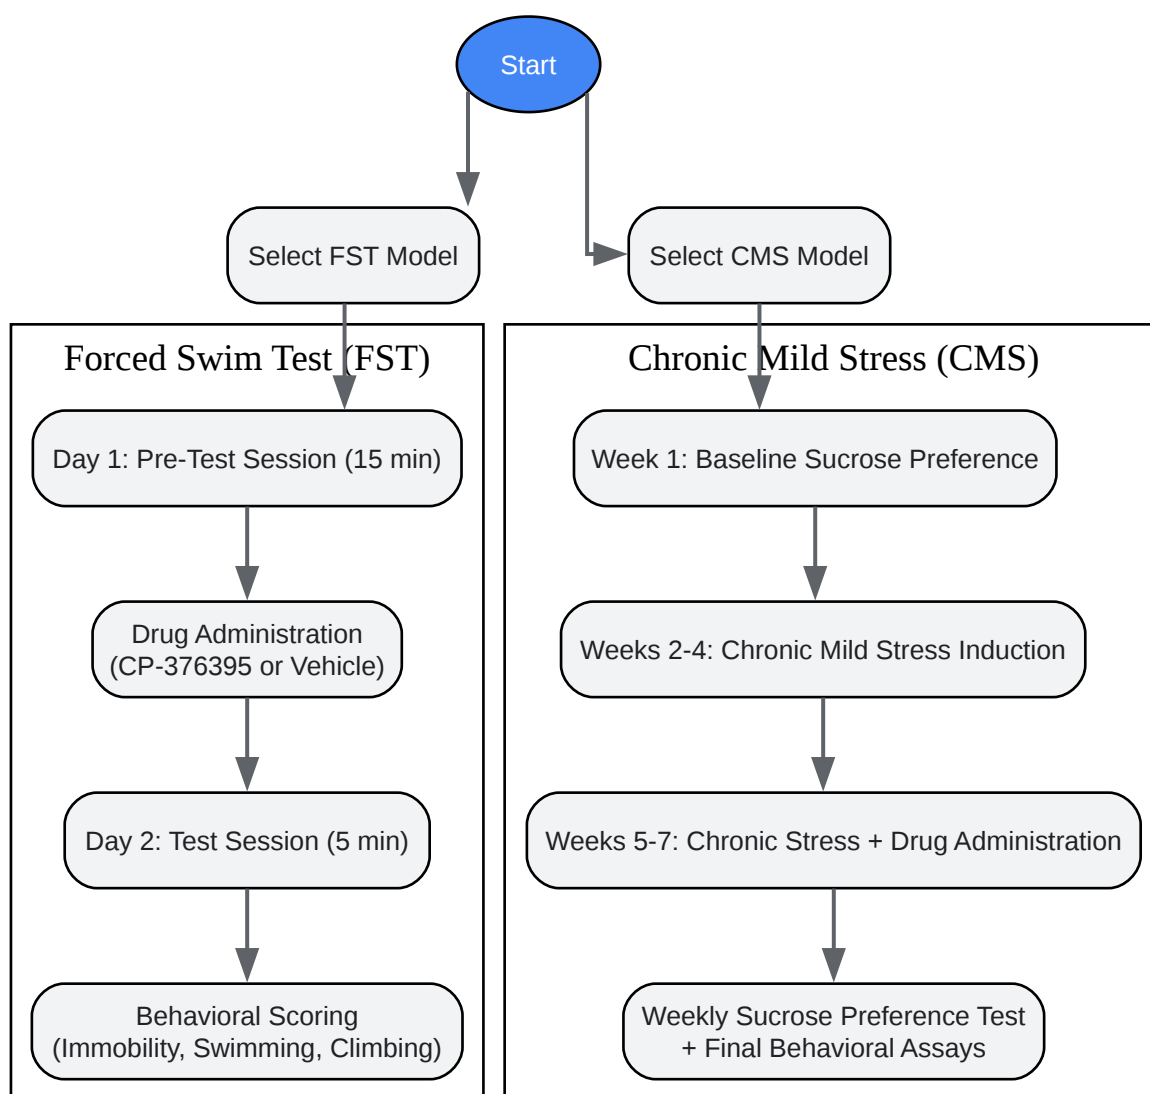 Start
Select FST Model
Select CMS Model
Forced Swim Test (FST)
Day 1: Pre-Test Session (15 min)
Drug Administration
(CP-376395 or Vehicle)
Day 2: Test Session (5 min)
Behavioral Scoring
(Immobility, Swimming, Climbing)
Chronic Mild Stress (CMS)
Week 1: Baseline Sucrose Preference
Weeks 2-4: Chronic Mild Stress Induction
Weeks 5-7: Chronic Stress + Drug Administration
Weekly Sucrose Preference Test
+ Final Behavioral Assays